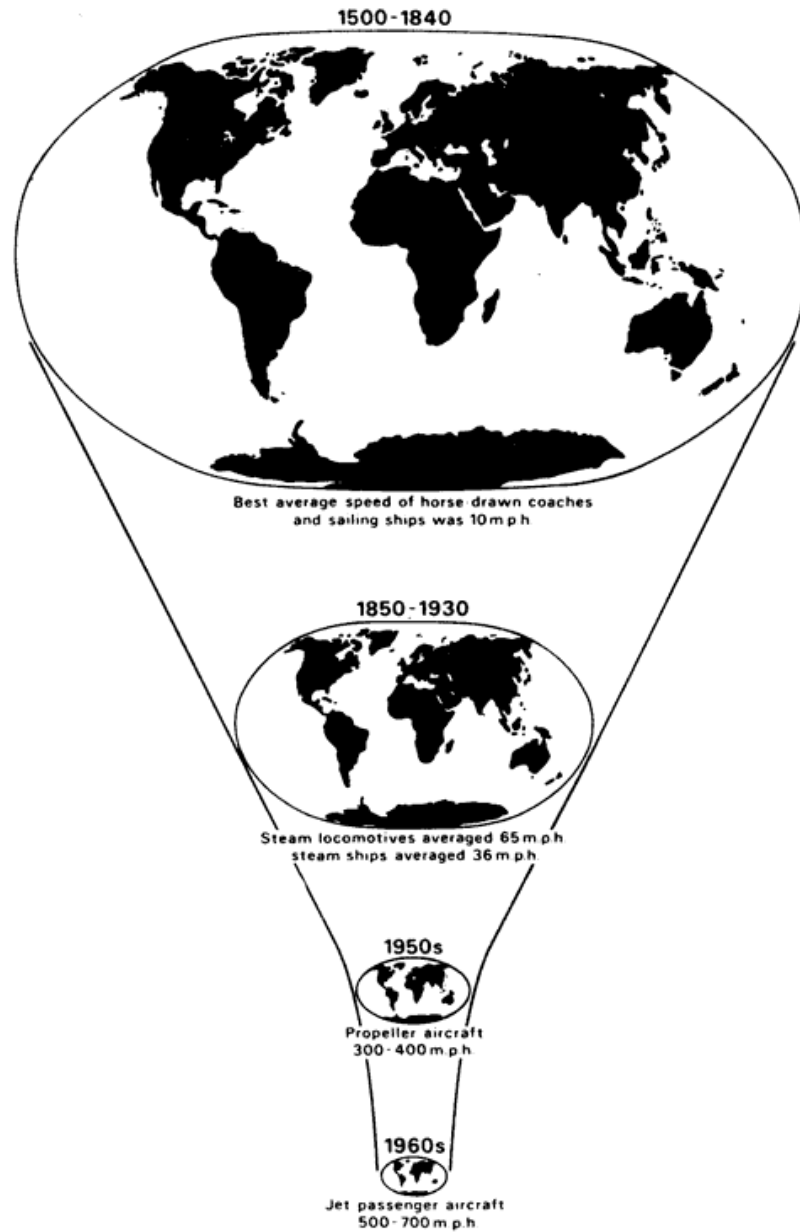 1500-1840
Best average speed of horse-drawn coaches
and sailing ships was 10 m.p.h.
1850-1930
Steam locomotives averaged 65 m.p.h.
steam ships averaged 36 m.p.h.
1950s
Propeller aircraft
300-400 m.p.h.
1960s
Jet passenger aircraft
500-700 m.p.h.